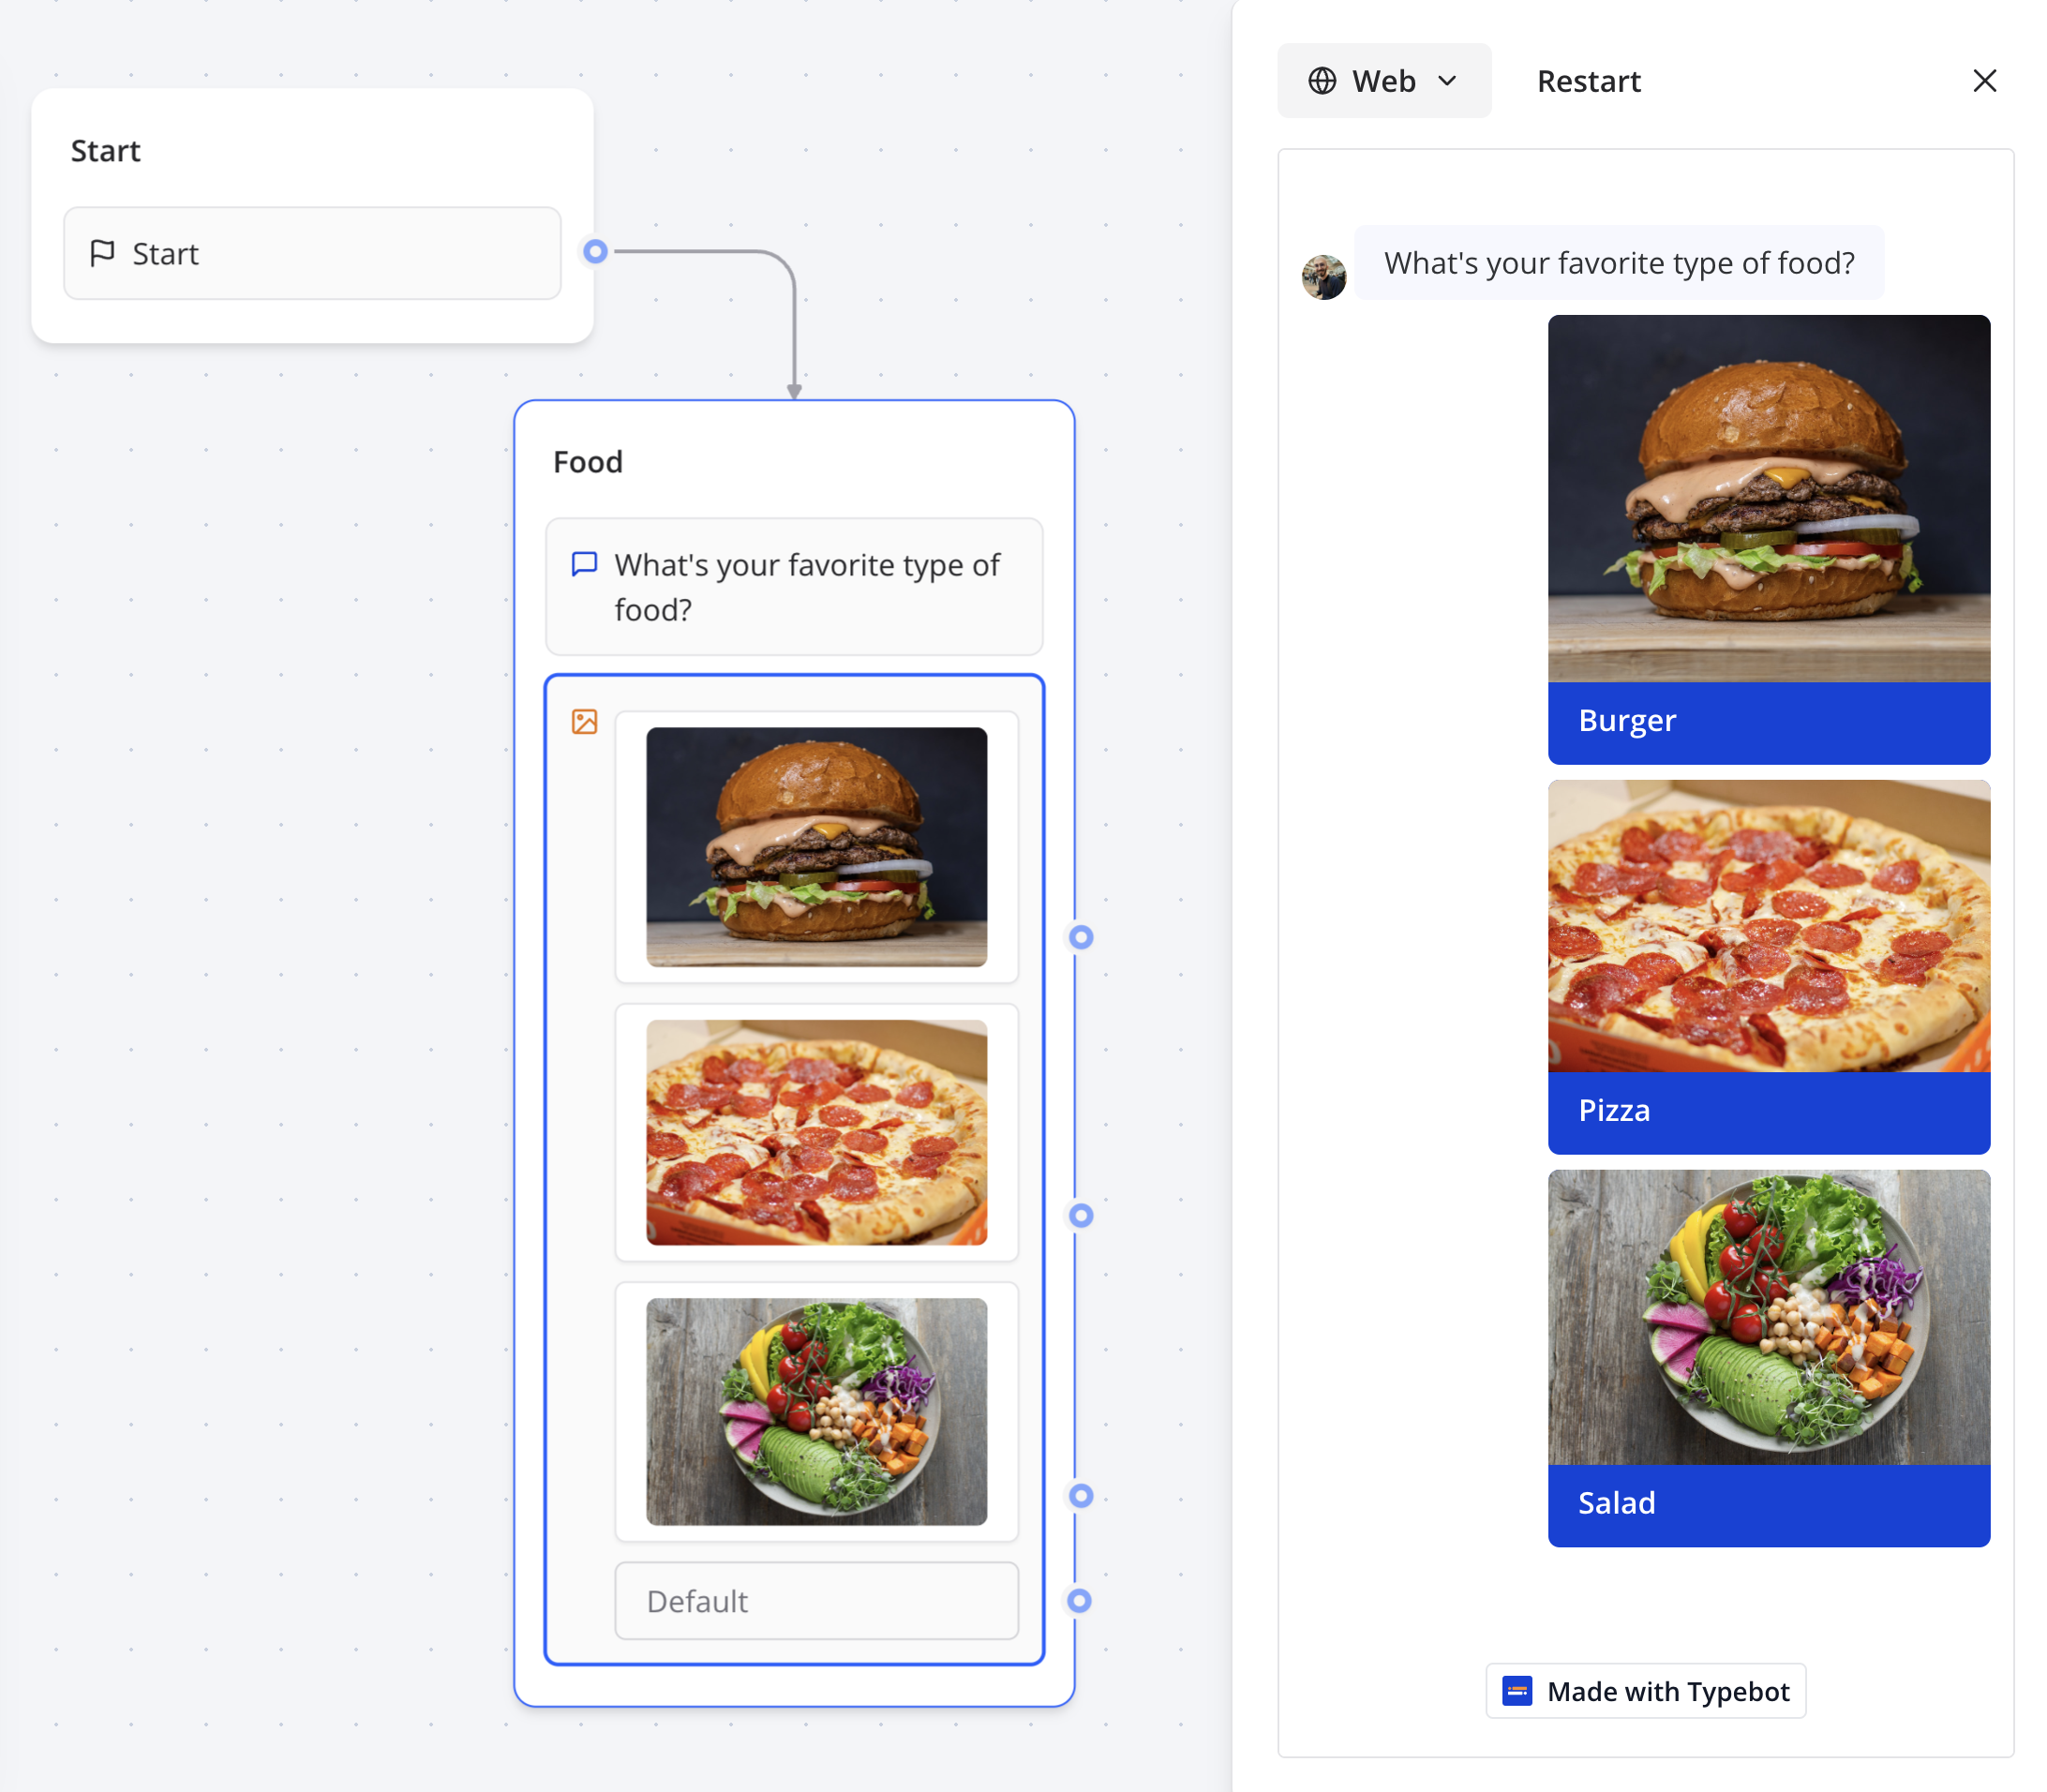 Start
Start
Food
What's your favorite type of
food?
Default
Web
Restart
What's your favorite type of food?
Burger
Pizza
Salad
Made with Typebot